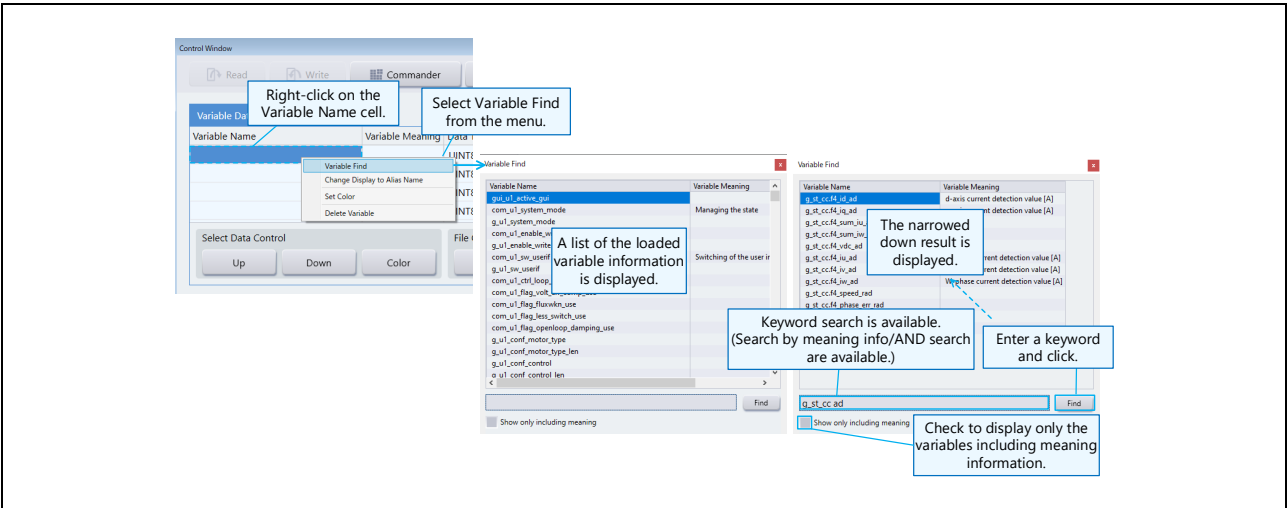 Control Window
Read
Write
Commander
Right-click on the
Variable Name cell.
Select Variable Find
from the menu.
Variable Da
Variable Name
Variable Meaning
Data
UINT8
Variable Find
Change Display to Alias Name
Set Color
Delete Variable
Select Data Control
File
Up
Down
Color
Variable Find
x
Variable Name
Variable Meaning
gui_u1_active_gui
com_u1_system_mode
Managing the state
g_u1_system_mode
com_u1_enable_w
g_u1_enable_write
com_u1_sw_userif
Switching of the user in
g_u1_sw_userif
com_u1_ctrl_loop_
com_u1_flag_volt_
com_u1_flag_fluxwkn_use
com_u1_flag_less_switch_use
com_u1_flag_openloop_damping_use
g_u1_conf_motor_type
g_u1_conf_motor_type_len
g_u1_conf_control
g_u1_conf_control_len
A list of the loaded
variable information
is displayed.
Find
Show only including meaning
Variable Find
x
Variable Name
Variable Meaning
g_st_cc.f4_id_ad
d-axis current detection value [A]
g_st_cc.f4_iq_ad
current detection value [A]
g_st_cc.f4_sum_iu_
g_st_cc.f4_sum_iw_
g_st_cc.f4_vdc_ad
g_st_cc.f4_iu_ad
current detection value [A]
g_st_cc.f4_iv_ad
current detection value [A]
g_st_cc.f4_iw_ad
W phase current detection value [A]
g_st_cc.f4_speed_rad
g_st_cc.f4_phase_err_rad
The narrowed
down result is
displayed.
Keyword search is available.
(Search by meaning info/AND search
are available.)
Enter a keyword
and click.
g_st_cc ad
Find
Show only including meaning
Check to display only the
variables including meaning
information.